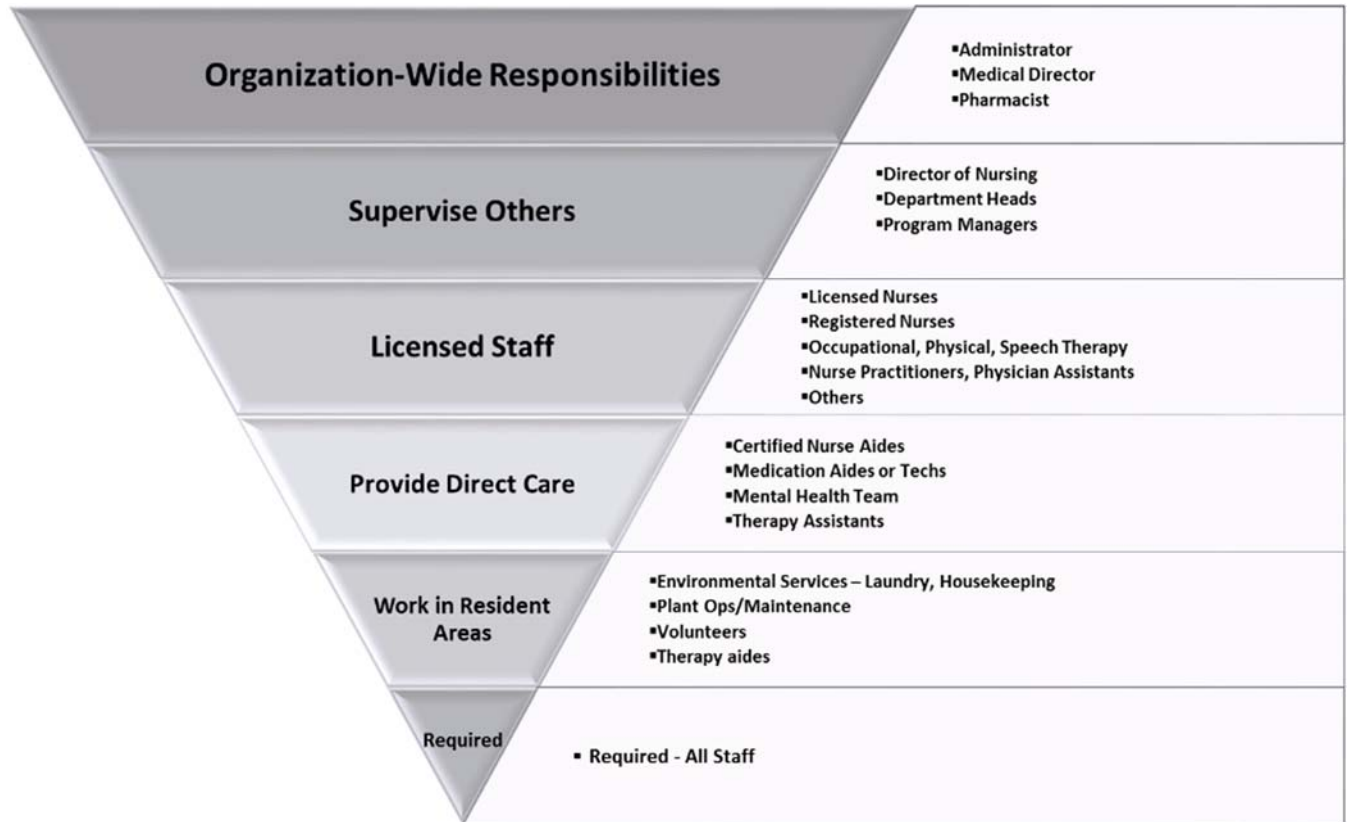 Organization-Wide Responsibilities
▪Administrator
▪Medical Director
▪Pharmacist
Supervise Others
▪Director of Nursing
▪Department Heads
▪Program Managers
Licensed Staff
▪Licensed Nurses
▪Registered Nurses
▪Occupational, Physical, Speech Therapy
▪Nurse Practitioners, Physician Assistants
▪Others
Provide Direct Care
▪Certified Nurse Aides
▪Medication Aides or Techs
▪Mental Health Team
▪Therapy Assistants
Work in Resident
Areas
▪Environmental Services – Laundry, Housekeeping
▪Plant Ops/Maintenance
▪Volunteers
▪Therapy aides
Required
▪ Required - All Staff